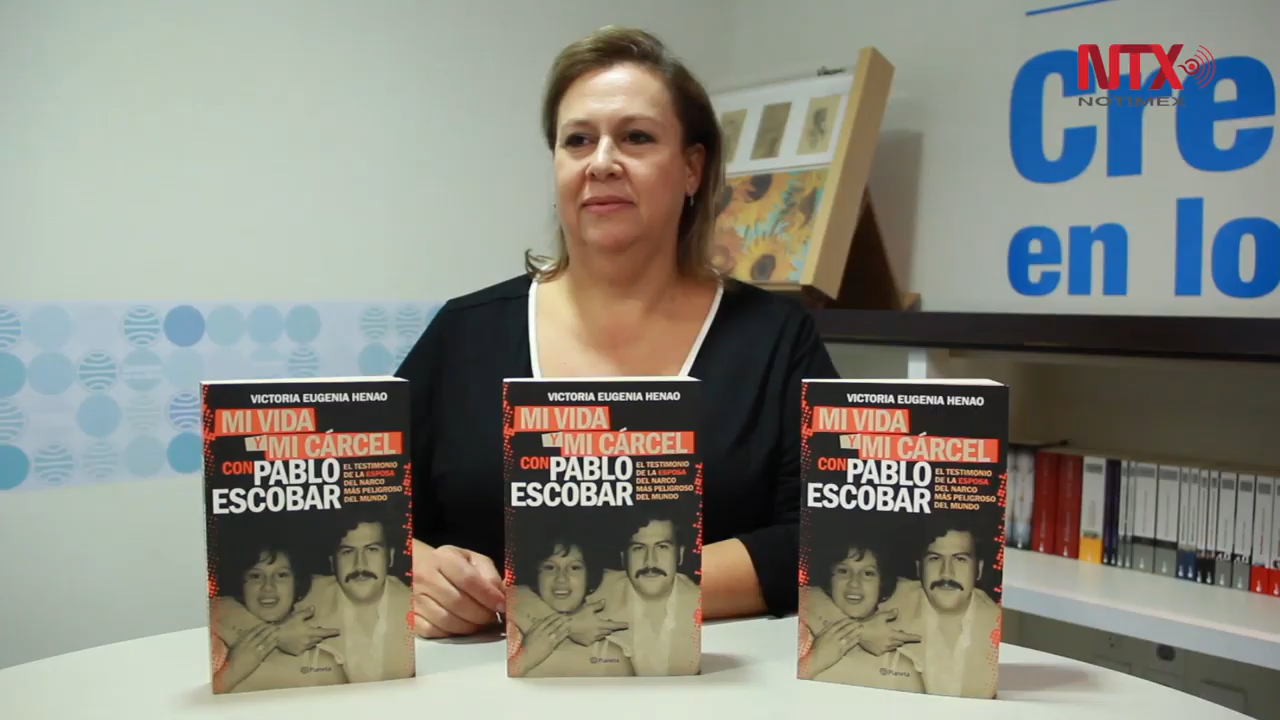 NTX
NOTIMEX
Cre
en lo
VICTORIA EUGENIA HENAO
MI VIDA
Y MI CÁRCEL
CON PABLO
ESCOBAR
EL TESTIMONIO
DE LA ESPOSA
DEL NARCO
MÁS PELIGROSO
DEL MUNDO
Planeta
VICTORIA EUGENIA HENAO
MI VIDA
Y MI CÁRCEL
CON PABLO
ESCOBAR
EL TESTIMONIO
DE LA ESPOSA
DEL NARCO
MÁS PELIGROSO
DEL MUNDO
Planeta
VICTORIA EUGENIA HENAO
MI VIDA
Y MI CÁRCEL
CON PABLO
ESCOBAR
EL TESTIMONIO
DE LA ESPOSA
DEL NARCO
MÁS PELIGROSO
DEL MUNDO
Planeta